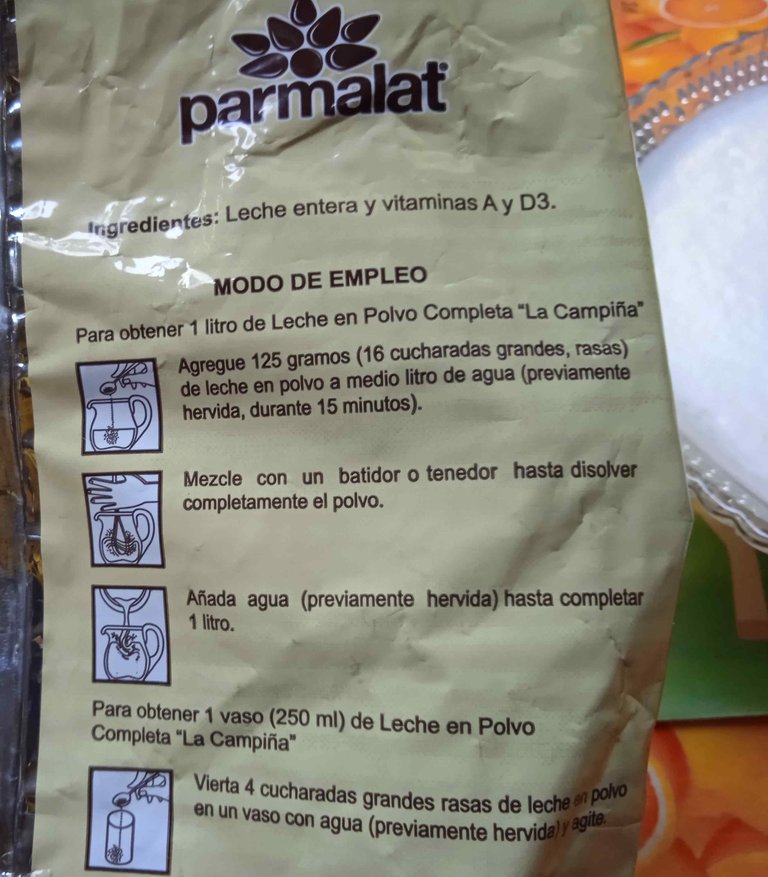 parmalat
Ingredientes: Leche entera y vitaminas A y D3.
MODO DE EMPLEO
Para obtener 1 litro de Leche en Polvo Completa “La Campiña”
Agregue 125 gramos (16 cucharadas grandes, rasas)
de leche en polvo a medio litro de agua (previamente
hervida, durante 15 minutos).
Mezcle con un batidor o tenedor hasta disolver
completamente el polvo.
Añada agua (previamente hervida) hasta completar
1 litro.
Para obtener 1 vaso (250 ml) de Leche en Polvo
Completa “La Campiña”
Vierta 4 cucharadas grandes rasas de leche en polvo
en un vaso con agua (previamente hervida) y agite.